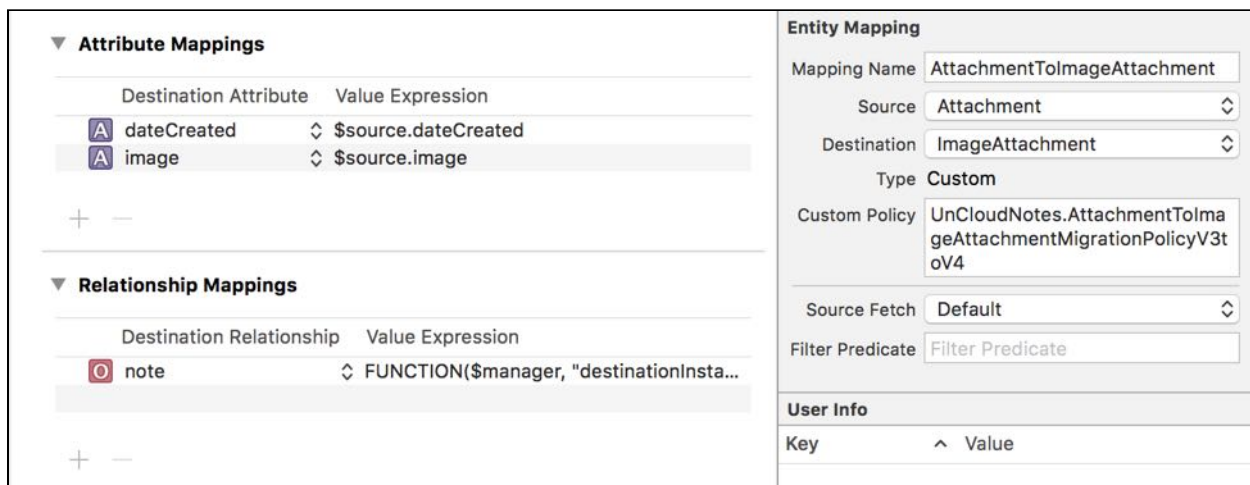 Attribute Mappings
Destination Attribute Value Expression
A dateCreated $source.dateCreated
A image $source.image
Relationship Mappings
Destination Relationship Value Expression
O note FUNCTION($manager, "destinationInsta...
Entity Mapping
Mapping Name AttachmentToImageAttachment
Source Attachment
Destination ImageAttachment
Type Custom
Custom Policy UnCloudNotes.AttachmentToIma
geAttachmentMigrationPolicyV3t
oV4
Source Fetch Default
Filter Predicate Filter Predicate
User Info
Key Value